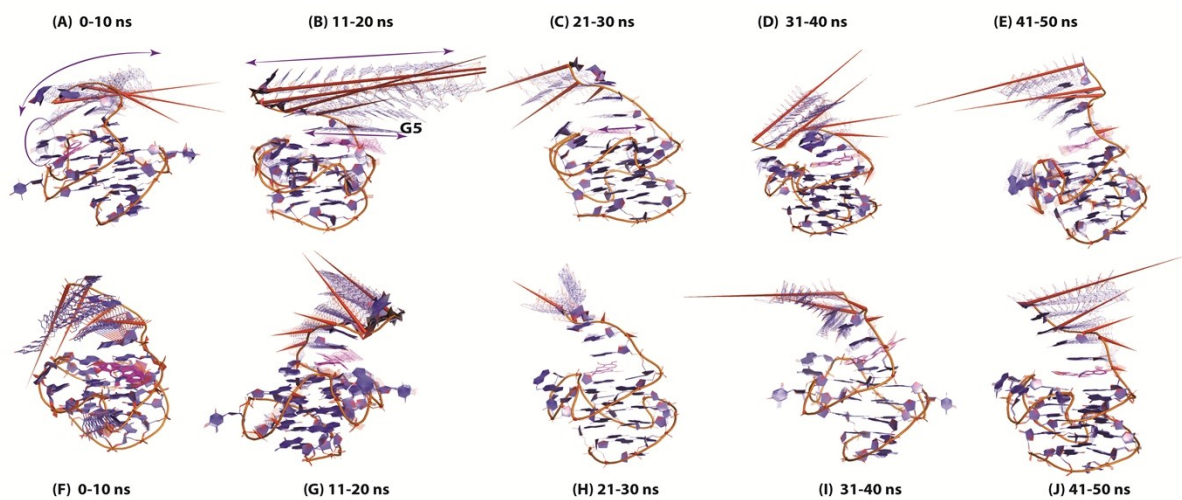 (A) 0-10 ns
(B) 11-20 ns
(C) 21-30 ns
(D) 31-40 ns
(E) 41-50 ns
G5
(F) 0-10 ns
(G) 11-20 ns
(H) 21-30 ns
(I) 31-40 ns
(J) 41-50 ns